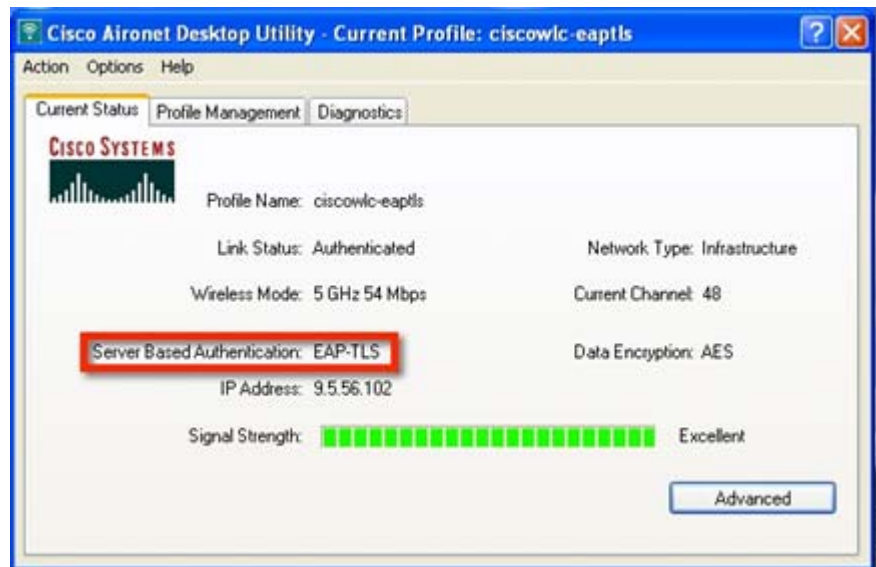 Cisco Aironet Desktop Utility - Current Profile: ciscowlc-eaptls
Action Options Help
Current Status Profile Management Diagnostics
CISCO SYSTEMS
Profile Name: ciscowlc-eaptls
Link Status: Authenticated Network Type: Infrastructure
Wireless Mode: 5 GHz 54 Mbps Current Channel: 48
Server Based Authentication: EAP-TLS Data Encryption: AES
IP Address: 9.5.56.102
Signal Strength: Excellent
Advanced